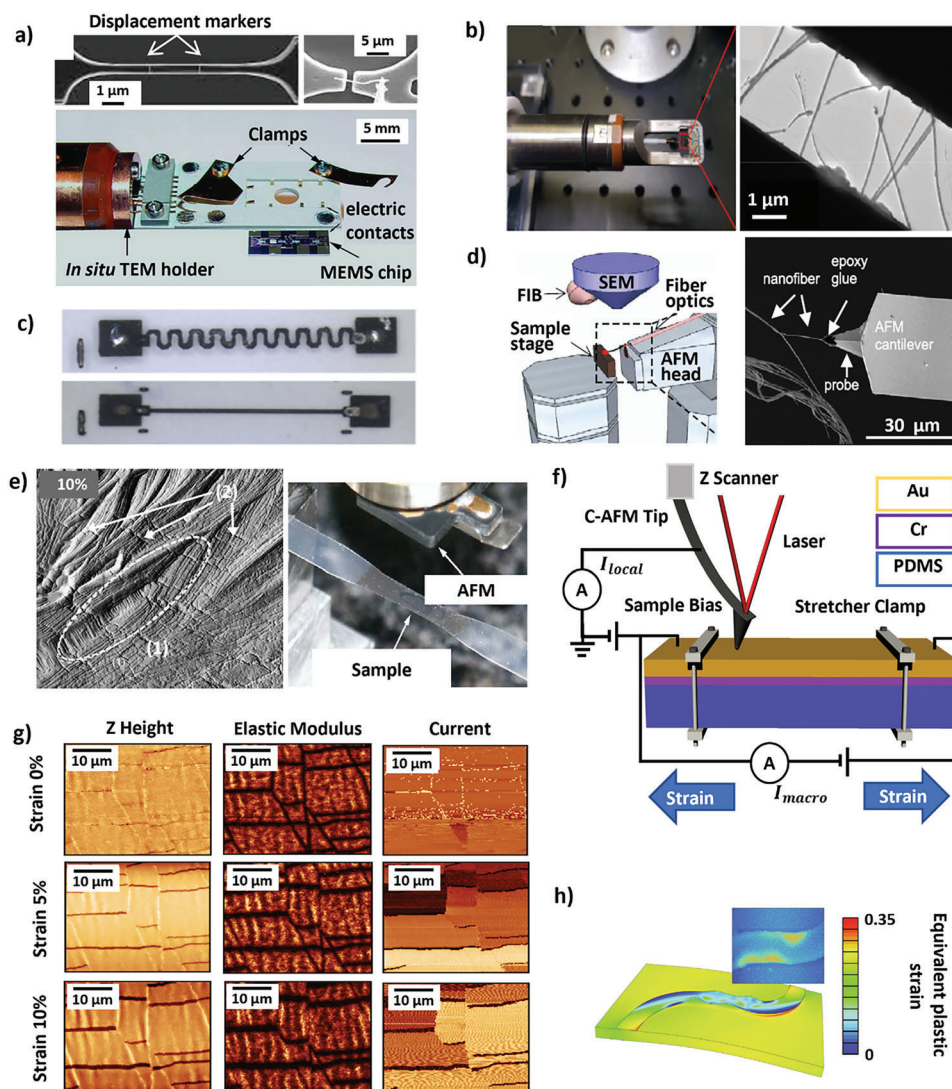 a)
Displacement markers
1 μm
5 μm
5 mm
Clamps
electric
contacts
In situ TEM holder
MEMS chip
b)
1 μm
c)
d)
SEM
FIB
Fiber
optics
Sample
stage
AFM
head
nanofiber
epoxy
glue
AFM
cantilever
probe
30 μm
e)
10%
(2)
(1)
AFM
Sample
f)
Z Scanner
C-AFM Tip
Laser
Au
Cr
PDMS
I local
A
Sample Bias
Stretcher Clamp
A
I macro
Strain
Strain
g)
Z Height
Elastic Modulus
Current
Strain 0%
10 μm
10 μm
10 μm
Strain 5%
10 μm
10 μm
10 μm
Strain 10%
10 μm
10 μm
10 μm
h)
0.35
0
Equivalent plastic
strain